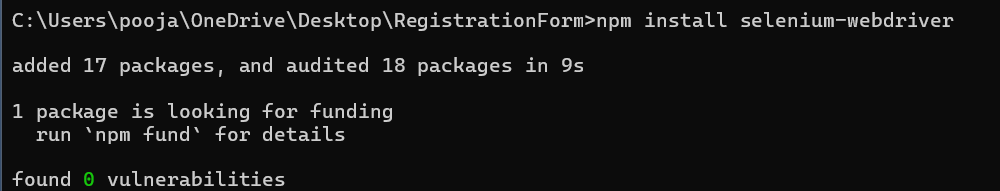 C:\Users\pooja\OneDrive\Desktop\RegistrationForm>npm install selenium-webdriver
added 17 packages, and audited 18 packages in 9s
1 package is looking for funding
run `npm fund` for details
found 0 vulnerabilities